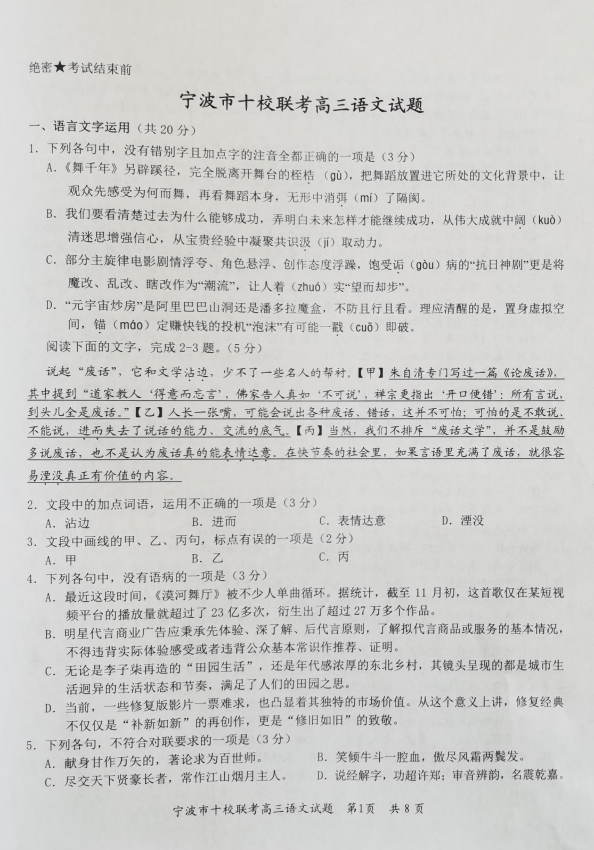 绝密★考试结束前
宁波市十校联考高三语文试题
一、语言文字运用（共20分）
1. 下列各句中，没有错别字且加点字的注音全都正确的一项是（3分）
A.《舞千年》另辟蹊径，完全脱离开舞台的桎梏（gù），把舞蹈放置进它所处的文化背景中，让
观众先感受为何而舞，再看舞蹈本身，无形中消弭（mí）了隔阂。
B. 我们要看清楚过去为什么能够成功，弄明白未来怎样才能继续成功，从伟大成就中阔（kuò）
清迷思增强信心，从宝贵经验中凝聚共识汲（jí）取动力。
C. 部分主旋律电影剧情浮夸、角色悬浮、创作态度浮躁，饱受诟（gòu）病的“抗日神剧”更是将
魔改、乱改、瞎改作为“潮流”，让人着（zhuó）实“望而却步”。
D.“元宇宙炒房”是阿里巴巴山洞还是潘多拉魔盒，不防且行且看。理应清醒的是，置身虚拟空
间，锚（máo）定赚快钱的投机“泡沫”有可能一戳（cuō）即破。
阅读下面的文字，完成2-3题。（5分）
说起“废话”，它和文学沾边，少不了一些名人的帮衬。【甲】朱自清专门写过一篇《论废话》，
其中提到“道家教人‘得意而忘言’，佛家告人真如‘不可说’，禅宗更指出‘开口便错’：所有言说，
到头儿全是废话。”【乙】人长一张嘴，可能会说出各种废话、错话，这并不可怕；可怕的是不敢说、
不能说，进而失去了说话的能力、交流的底气。【丙】当然，我们不排斥“废话文学”，并不是鼓励
多说废话，也不是认为废话真的能表情达意。在快节奏的社会里，如果言语里充满了废话，就很容
易湮没真正有价值的内容。
2. 文段中的加点词语，运用不正确的一项是（3分）
A. 沾边 B. 进而 C. 表情达意 D. 湮没
3. 文段中画线的甲、乙、丙句，标点有误的一项是（2分）
A. 甲 B. 乙 C. 丙
4. 下列各句中，没有语病的一项是（3分）
A. 最近这段时间，《漠河舞厅》被不少人单曲循环。据统计，截至11月初，这首歌仅在某短视
频平台的播放量就超过了23亿多次，衍生出了超过27万多个作品。
B. 明星代言商业广告应秉承先体验、深了解、后代言原则，了解拟代言商品或服务的基本情况，
不得违背实际体验感受或者违背公众基本常识作推荐、证明。
C. 无论是李子柒再造的“田园生活”，还是年代感浓厚的东北乡村，其镜头呈现的都是城市生
活迥异的生活状态和节奏，满足了人们的田园之思。
D. 当前，一些修复版影片一票难求，也凸显着其独特的市场价值。从这个意义上讲，修复经典
不仅仅是“补新如新”的再创作，更是“修旧如旧”的致敬。
5. 下列各句，不符合对联要求的一项是（3分）
A. 献身甘作万矢的，著论求为百世师。 B. 笑倾牛斗一腔血，傲尽风霜两鬓发。
C. 尽交天下贤豪长者，常作江山烟月主人。 D. 说经解字，功超许郑；审音辨韵，名震乾嘉。
宁波市十校联考高三语文试题 第1页 共8页